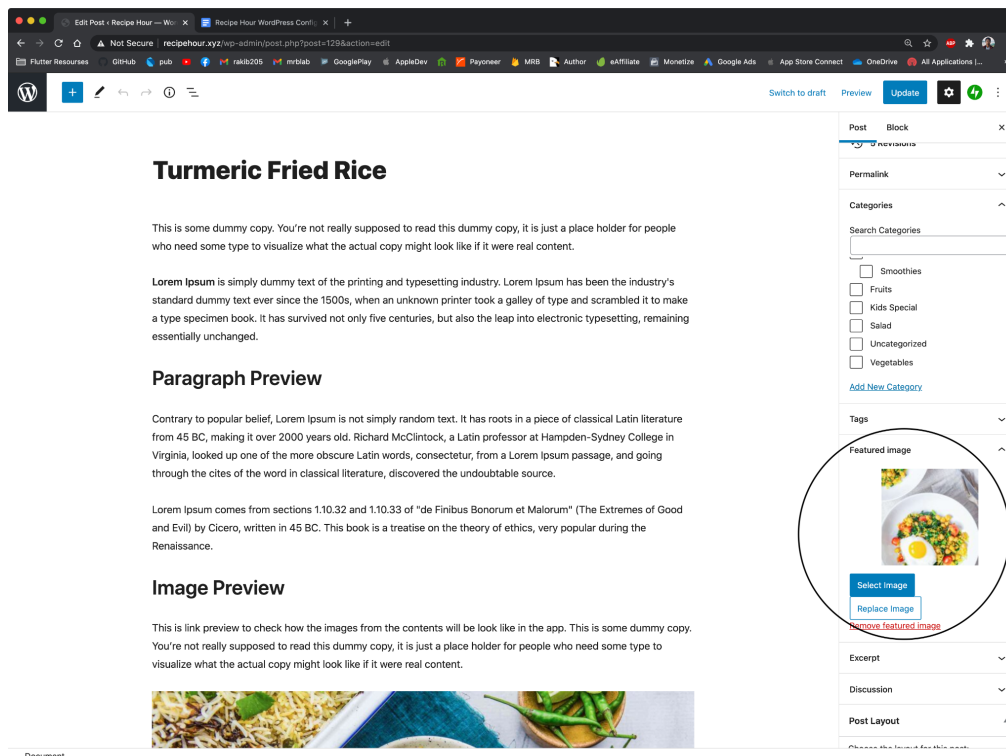 Edit Post ‹ Recipe Hour — Wor
Recipe Hour WordPress Config
Not Secure | recipehour.xyz/wp-admin/post.php?post=129&action=edit
ABP
Flutter Resourses GitHub pub rakib205 mrblab GooglePlay AppleDev Payoneer MRB Author eAffiliate Monetize Google Ads App Store Connect OneDrive All Applications |...
Switch to draft Preview Update
Post Block
5 Revisions
Turmeric Fried Rice
Permalink
Categories
Search Categories
This is some dummy copy. You're not really supposed to read this dummy copy, it is just a place holder for people
who need some type to visualize what the actual copy might look like if it were real content.
Smoothies
Fruits
Kids Special
Salad
Uncategorized
Vegetables
Add New Category
Lorem Ipsum is simply dummy text of the printing and typesetting industry. Lorem Ipsum has been the industry's
standard dummy text ever since the 1500s, when an unknown printer took a galley of type and scrambled it to make
a type specimen book. It has survived not only five centuries, but also the leap into electronic typesetting, remaining
essentially unchanged.
Paragraph Preview
Contrary to popular belief, Lorem Ipsum is not simply random text. It has roots in a piece of classical Latin literature
from 45 BC, making it over 2000 years old. Richard McClintock, a Latin professor at Hampden-Sydney College in
Virginia, looked up one of the more obscure Latin words, consectetur, from a Lorem Ipsum passage, and going
through the cites of the word in classical literature, discovered the undoubtable source.
Tags
Featured image
Lorem Ipsum comes from sections 1.10.32 and 1.10.33 of "de Finibus Bonorum et Malorum" (The Extremes of Good
and Evil) by Cicero, written in 45 BC. This book is a treatise on the theory of ethics, very popular during the
Renaissance.
Select Image
Replace Image
Remove featured image
Image Preview
This is link preview to check how the images from the contents will be look like in the app. This is some dummy copy.
You're not really supposed to read this dummy copy, it is just a place holder for people who need some type to
visualize what the actual copy might look like if it were real content.
Excerpt
Discussion
Post Layout
Choose the layout for this post:
Document